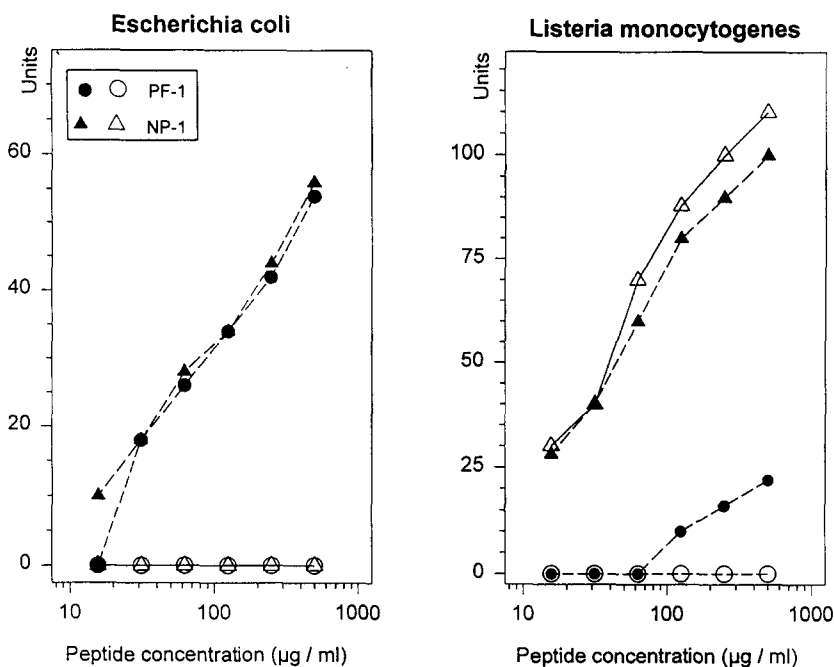 Escherichia coli
Units
PF-1
NP-1
60
40
20
0
10 100 1000
Peptide concentration (µg / ml)
Listeria monocytogenes
Units
100
75
50
25
0
10 100 1000
Peptide concentration (µg / ml)